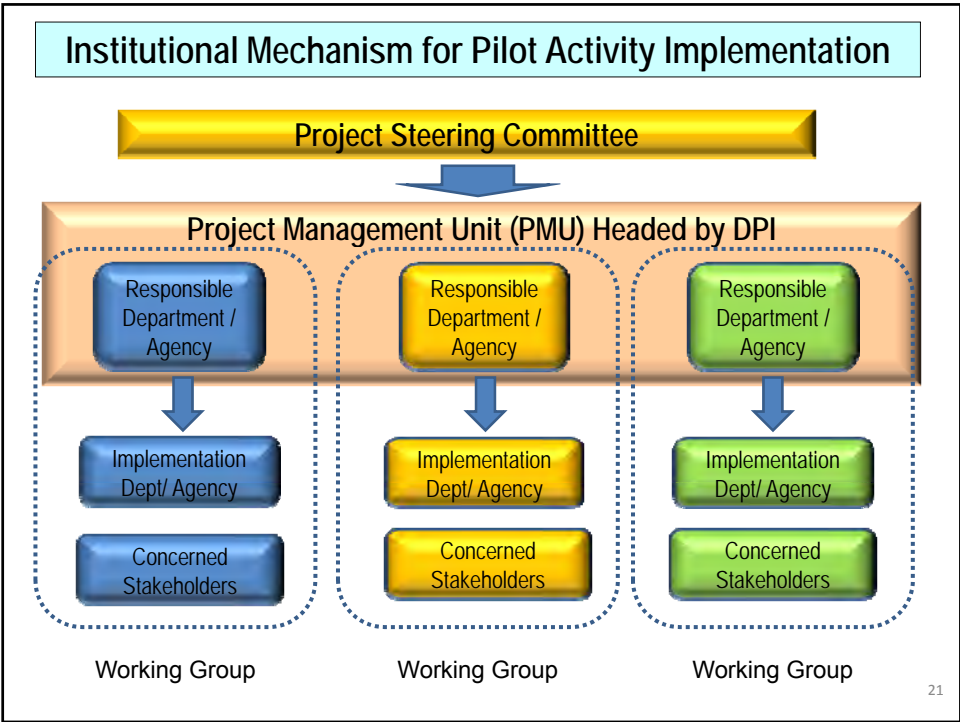 Institutional Mechanism for Pilot Activity Implementation
Project Steering Committee
Project Management Unit (PMU) Headed by DPI
Responsible
Department /
Agency
Responsible
Department /
Agency
Responsible
Department /
Agency
Implementation
Dept/ Agency
Implementation
Dept/ Agency
Implementation
Dept/ Agency
Concerned
Stakeholders
Concerned
Stakeholders
Concerned
Stakeholders
Working Group
Working Group
Working Group
21